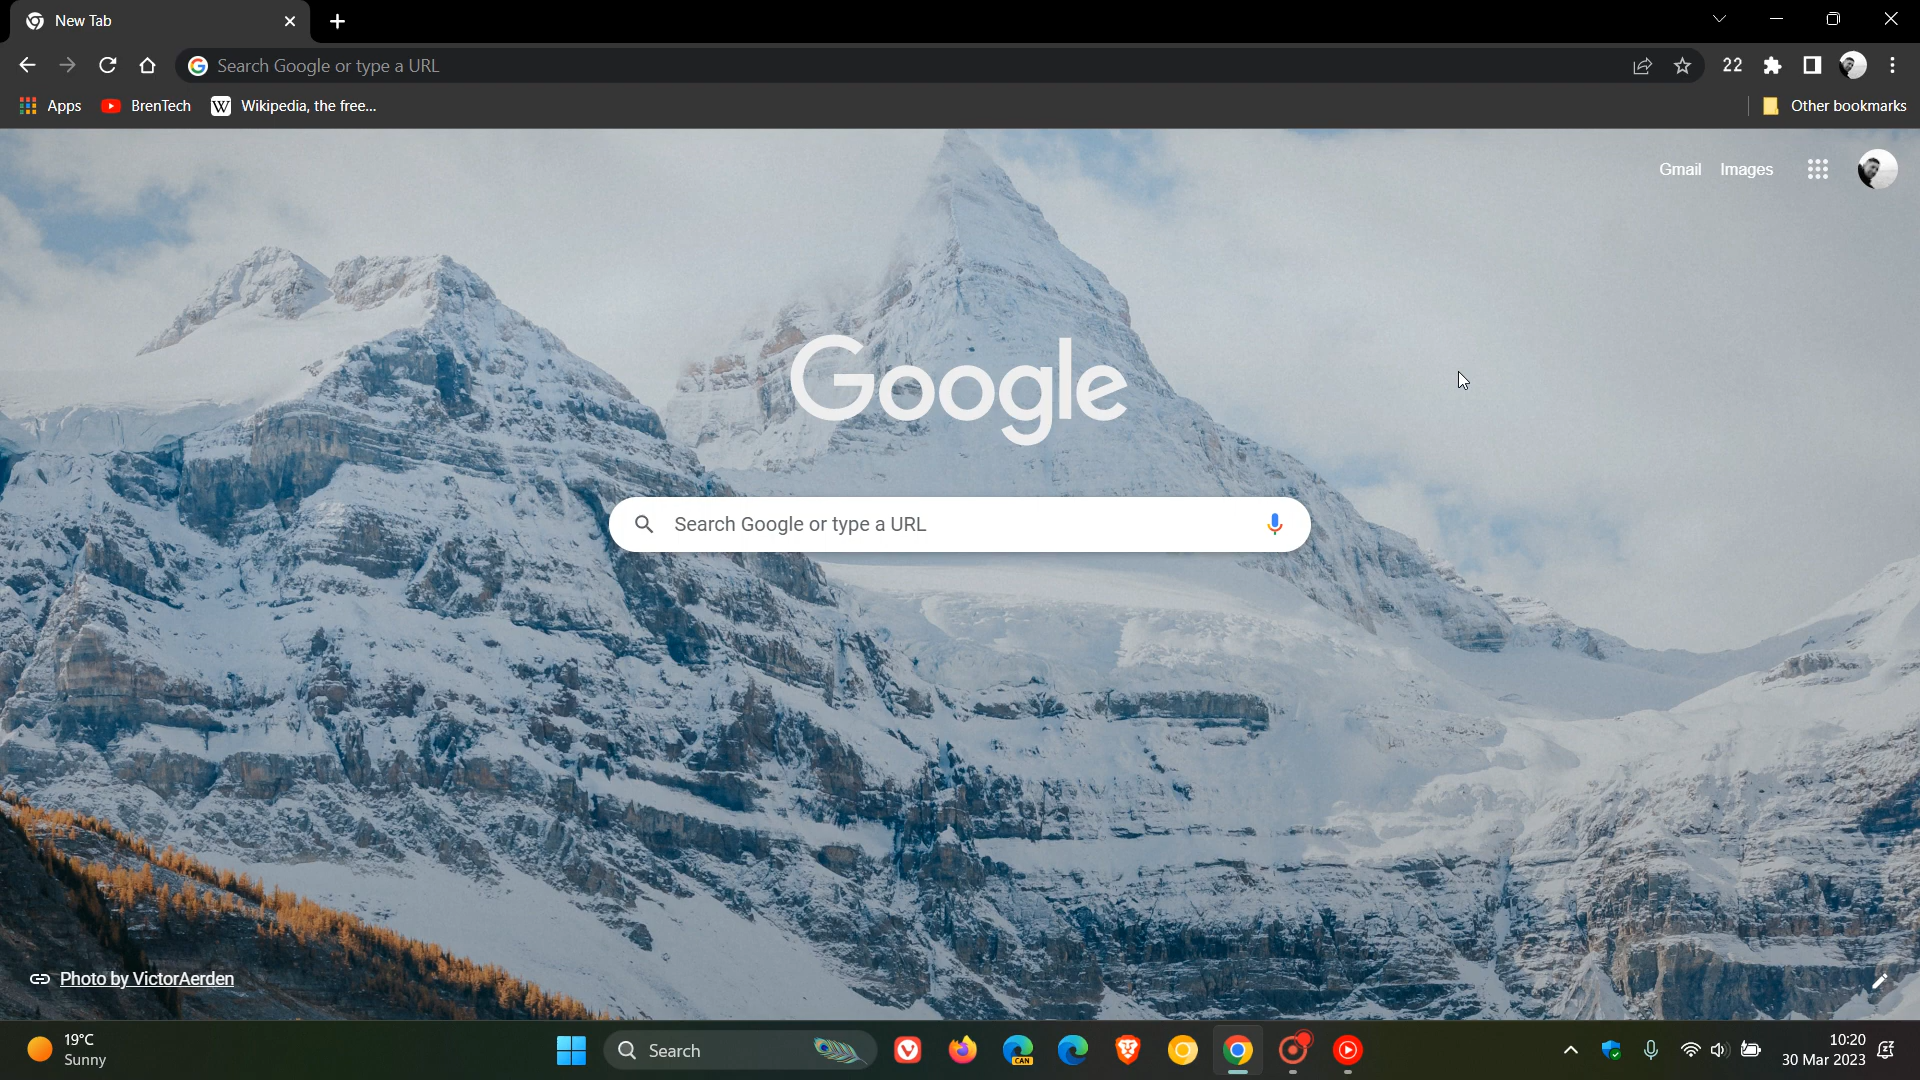 New Tab
Search Google or type a URL
22
Apps
BrenTech
Wikipedia, the free...
Other bookmarks
Gmail
Images
Google
Search Google or type a URL
Photo by VictorAerden
19°C
Sunny
Search
CAN
10:20
30 Mar 2023